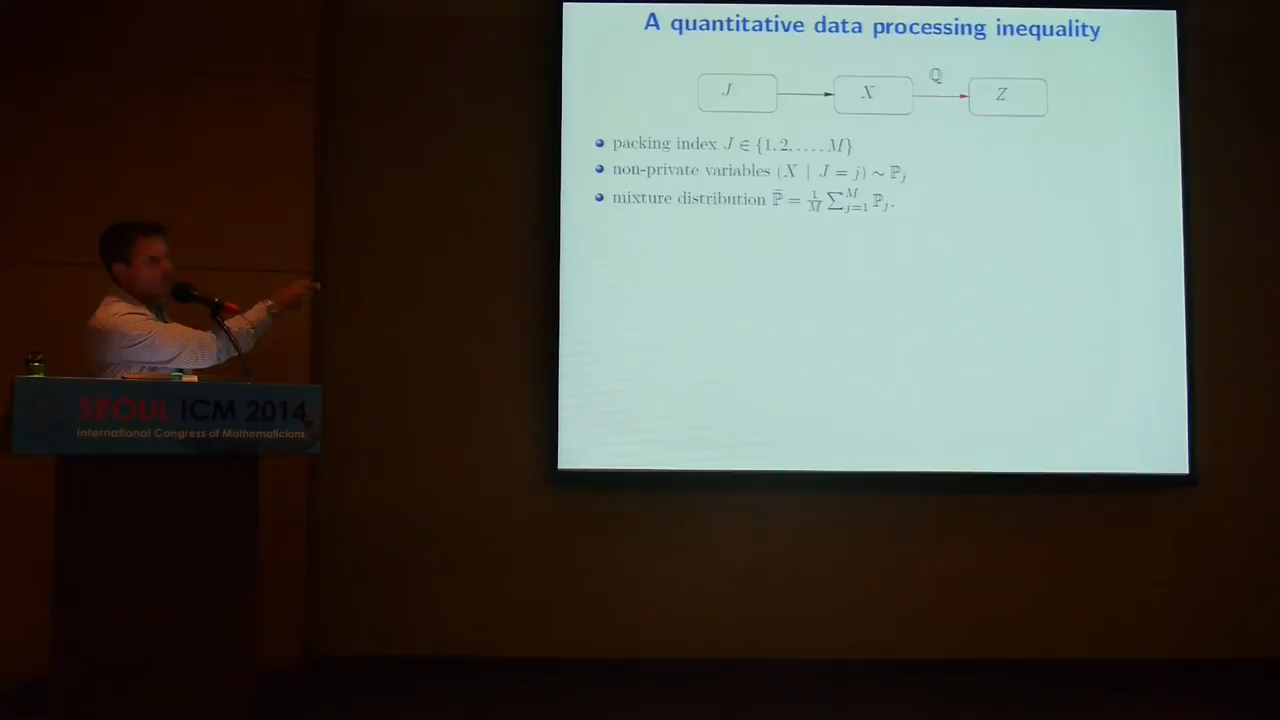 A quantitative data processing inequality
J
X
ℚ
Z
packing index J ∈ {1, 2, . . . , M}
non-private variables (X | J = j) ∼ ℙj
mixture distribution ℙ̄ = 1/M ∑_{j=1}^{M} ℙj.
SEOUL ICM 2014
International Congress of Mathematicians